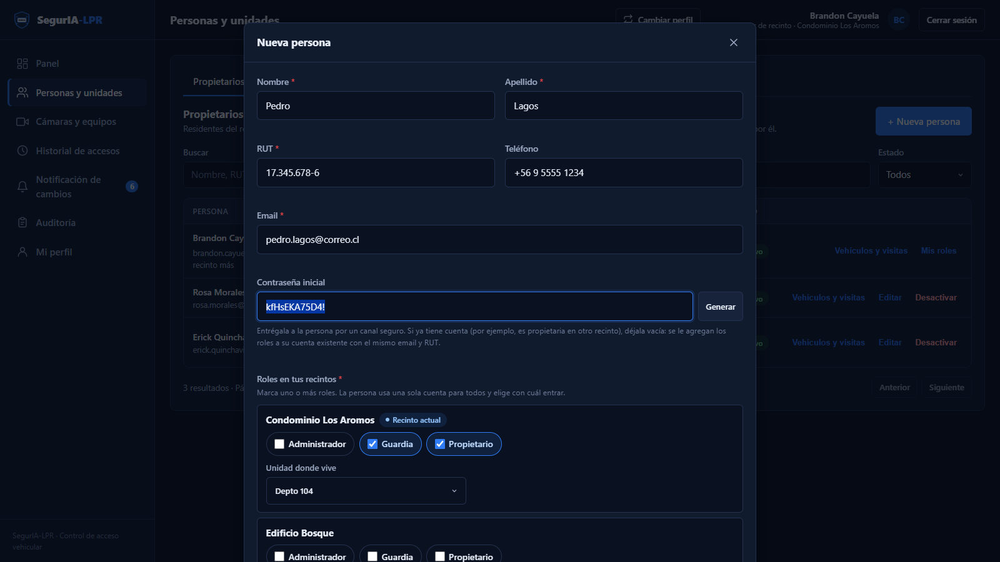 SegurIA-LPR
Personas y unidades
Cambiar perfil
Brandon Cayuela
de recinto · Condominio Los Aromos
BC
Cerrar sesión
Panel
Personas y unidades
Cámaras y equipos
Historial de accesos
Notificación de
cambios
6
Auditoría
Mi perfil
SegurIA-LPR · Control de acceso
vehicular
Propietarios
Propietarios
Residentes del
por él.
+ Nueva persona
Buscar
Nombre, RU
Estado
Todos
PERSONA
Brandon Cay
brandon.cayue
recinto más
Vehículos y visitas
Mis roles
Rosa Morales
rosa.morales@
Vehículos y visitas
Editar
Desactivar
Erick Quincha
erick.quinchav
Vehículos y visitas
Editar
Desactivar
3 resultados · Pá
Anterior
Siguiente
Nueva persona
Nombre *
Apellido *
Pedro
Lagos
RUT *
Teléfono
17.345.678-6
+56 9 5555 1234
Email *
pedro.lagos@correo.cl
Contraseña inicial
kfHsEKA75D4!
Generar
Entrégala a la persona por un canal seguro. Si ya tiene cuenta (por ejemplo, es propietaria en otro recinto), déjala vacía: se le agregan los
roles a su cuenta existente con el mismo email y RUT.
Roles en tus recintos *
Marca uno o más roles. La persona usa una sola cuenta para todos y elige con cuál entrar.
Condominio Los Aromos
Recinto actual
Administrador
Guardia
Propietario
Unidad donde vive
Depto 104
Edificio Bosque
Administrador
Guardia
Propietario